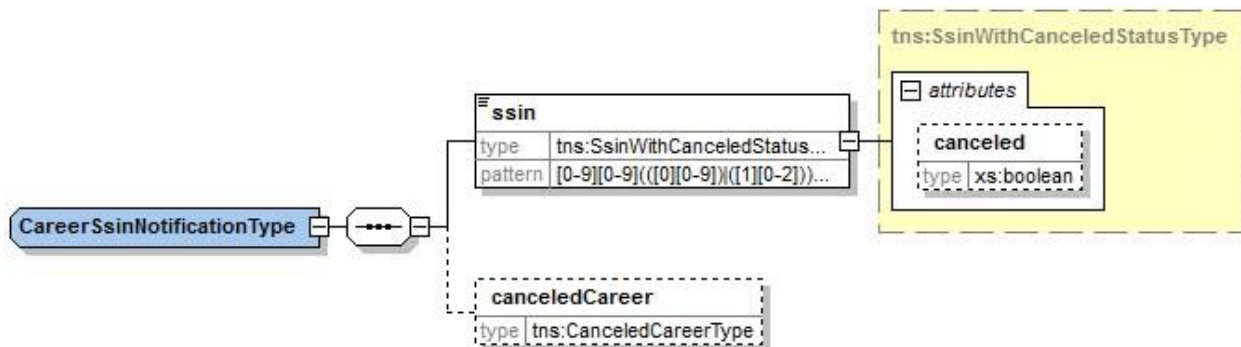 tns:SsinWithCanceledStatusType
attributes
ssin
type tns:SsinWithCanceledStatus...
pattern [0-9][0-9](([0][0-9])|([1][0-2]))...
canceled
type xs:boolean
CareerSsinNotificationType
canceledCareer
type tns:CanceledCareerType